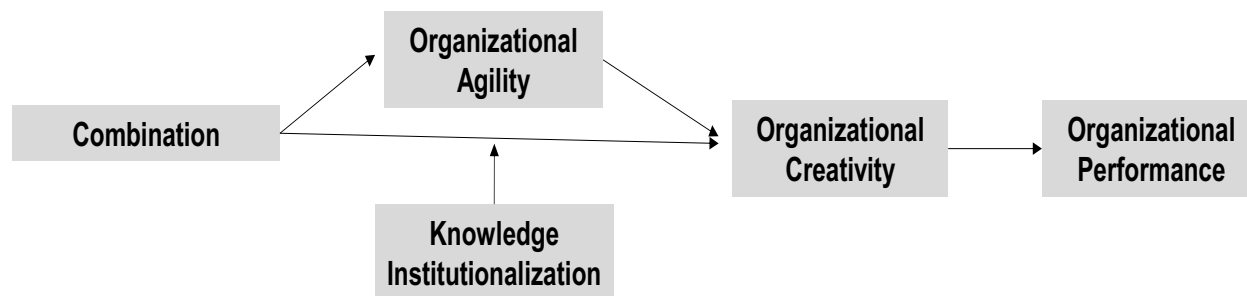 Organizational
Agility
Combination
Organizational
Creativity
Organizational
Performance
Knowledge
Institutionalization